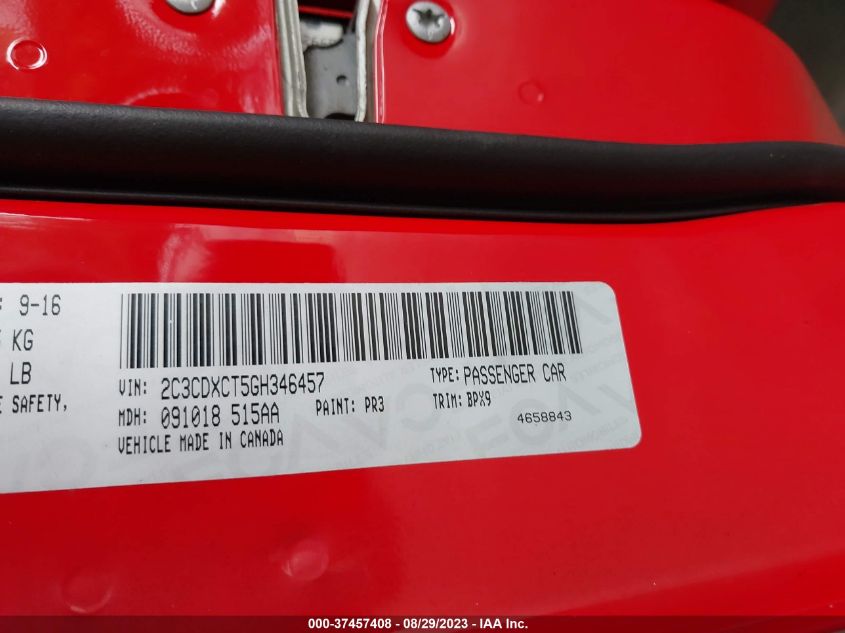 9-16
KG
LB
SAFETY,
VIN: 2C3CDXCT5GH346457 TYPE: PASSENGER CAR
MDH: 091018 515AA PAINT: PR3 TRIM: BPX9
VEHICLE MADE IN CANADA 4658843
000-37457408 / 08/29/2023 - IAA Inc.